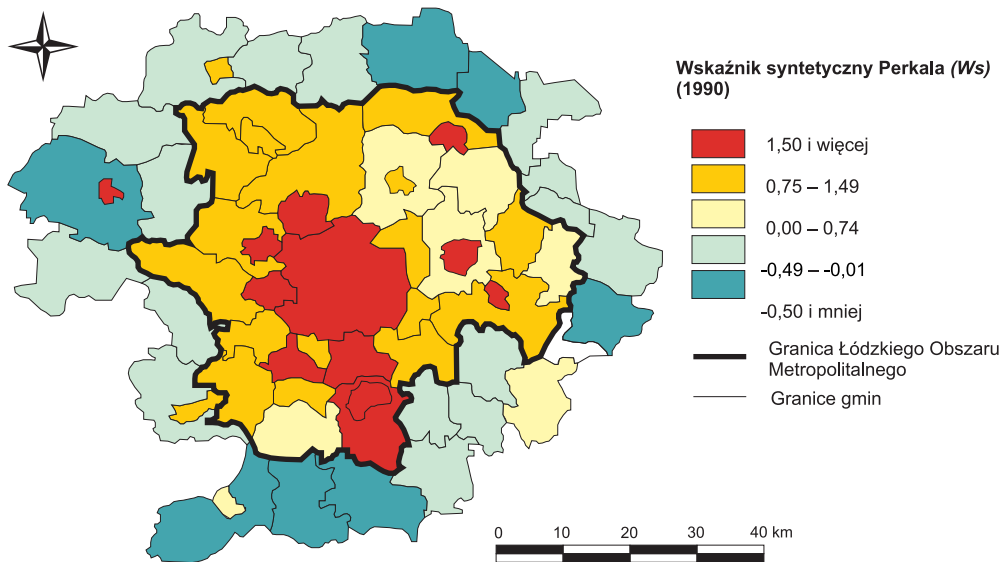 Wskaźnik syntetyczny Perkala (Ws)
(1990)
1,50 i więcej
0,75 – 1,49
0,00 – 0,74
-0,49 – -0,01
-0,50 i mniej
Granica Łódzkiego Obszaru
Metropolitalnego
Granice gmin
0 10 20 30 40 km